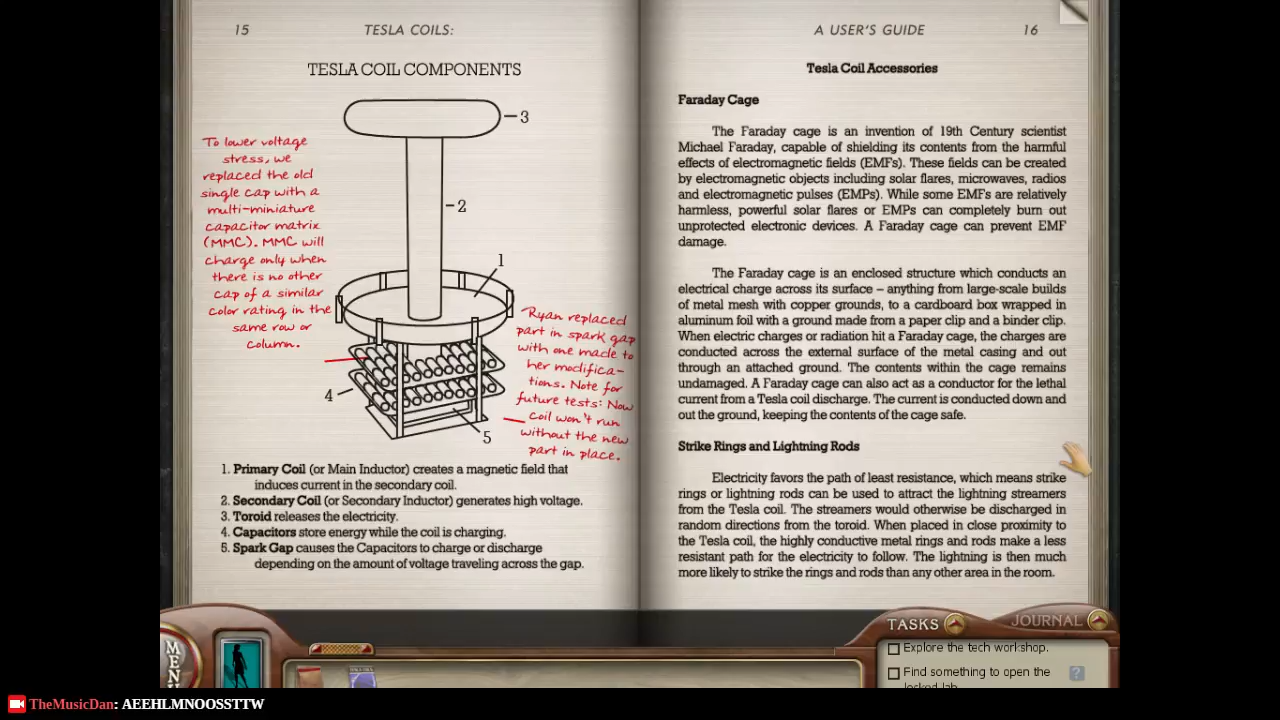 15
TESLA COILS:
TESLA COIL COMPONENTS
3
2
1
4
5
To lower voltage
stress, we
replaced the old
single cap with a
multi-miniature
capacitor matrix
(MMC). MMC will
charge only when
there is no other
cap of a similar
color rating in the
same row or
column.
Ryan replaced
part in spark gap
with one made to
her modifica-
tions. Note for
future tests: Now
coil won't run
without the new
part in place.
1. Primary Coil (or Main Inductor) creates a magnetic field that
induces current in the secondary coil.
2. Secondary Coil (or Secondary Inductor) generates high voltage.
3. Toroid releases the electricity.
4. Capacitors store energy while the coil is charging.
5. Spark Gap causes the Capacitors to charge or discharge
depending on the amount of voltage traveling across the gap.
A USER'S GUIDE
16
Tesla Coil Accessories
Faraday Cage
The Faraday cage is an invention of 19th Century scientist
Michael Faraday, capable of shielding its contents from the harmful
effects of electromagnetic fields (EMFs). These fields can be created
by electromagnetic objects including solar flares, microwaves, radios
and electromagnetic pulses (EMPs). While some EMFs are relatively
harmless, powerful solar flares or EMPs can completely burn out
unprotected electronic devices. A Faraday cage can prevent EMF
damage.
The Faraday cage is an enclosed structure which conducts an
electrical charge across its surface – anything from large-scale builds
of metal mesh with copper grounds, to a cardboard box wrapped in
aluminum foil with a ground made from a paper clip and a binder clip.
When electric charges or radiation hit a Faraday cage, the charges are
conducted across the external surface of the metal casing and out
through an attached ground. The contents within the cage remains
undamaged. A Faraday cage can also act as a conductor for the lethal
current from a Tesla coil discharge. The current is conducted down and
out the ground, keeping the contents of the cage safe.
Strike Rings and Lightning Rods
Electricity favors the path of least resistance, which means strike
rings or lightning rods can be used to attract the lightning streamers
from the Tesla coil. The streamers would otherwise be discharged in
random directions from the toroid. When placed in close proximity to
the Tesla coil, the highly conductive metal rings and rods make a less
resistant path for the electricity to follow. The lightning is then much
more likely to strike the rings and rods than any other area in the room.
MENU
TASKS
JOURNAL
Explore the tech workshop.
Find something to open the
locked lab.
?
TheMusicDan: AEEHLMNOOSSTTW